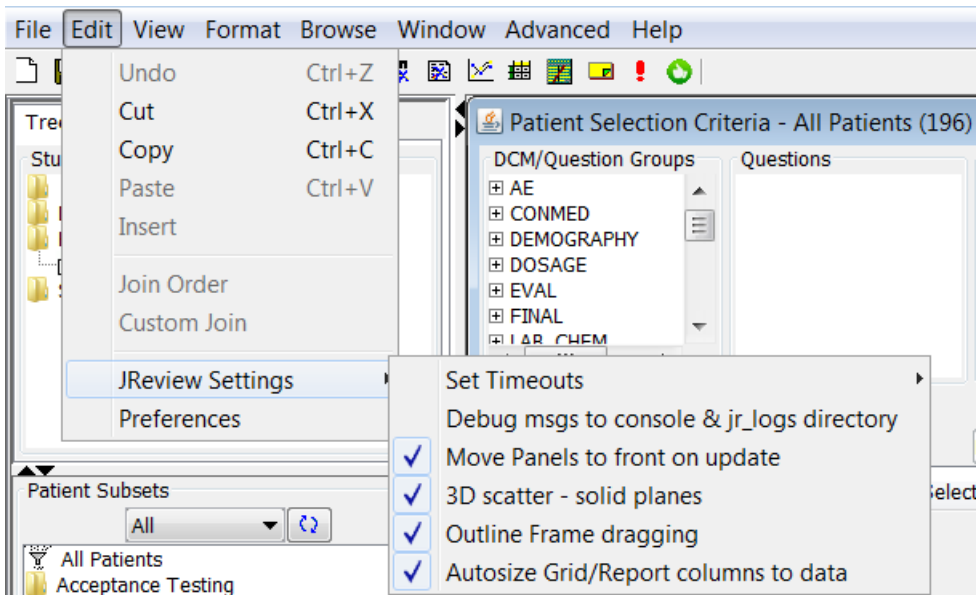 File Edit View Format Browse Window Advanced Help
Undo Ctrl+Z
Cut Ctrl+X
Copy Ctrl+C
Paste Ctrl+V
Insert
Join Order
Custom Join
JReview Settings
Preferences
Set Timeouts
Debug msgs to console & jr_logs directory
Move Panels to front on update
3D scatter - solid planes
Outline Frame dragging
Autosize Grid/Report columns to data
Patient Selection Criteria - All Patients (196)
DCM/Question Groups Questions
AE
CONMED
DEMOGRAPHY
DOSAGE
EVAL
FINAL
LAB_CHEM
Patient Subsets
All
All Patients
Acceptance Testing